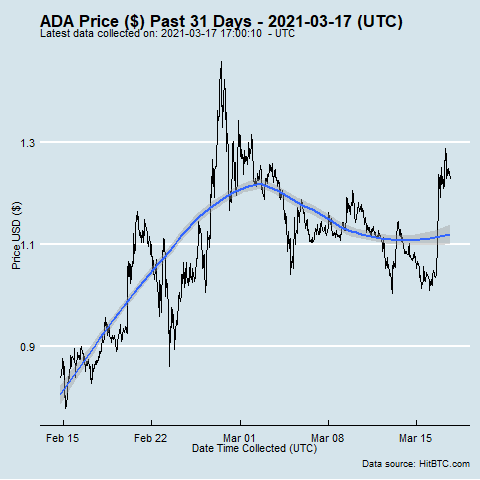 ADA Price ($) Past 31 Days - 2021-03-17 (UTC)
Latest data collected on: 2021-03-17 17:00:10 - UTC
Price USD ($)
1.3
1.1
0.9
Feb 15 Feb 22 Mar 01 Mar 08 Mar 15
Date Time Collected (UTC)
Data source: HitBTC.com